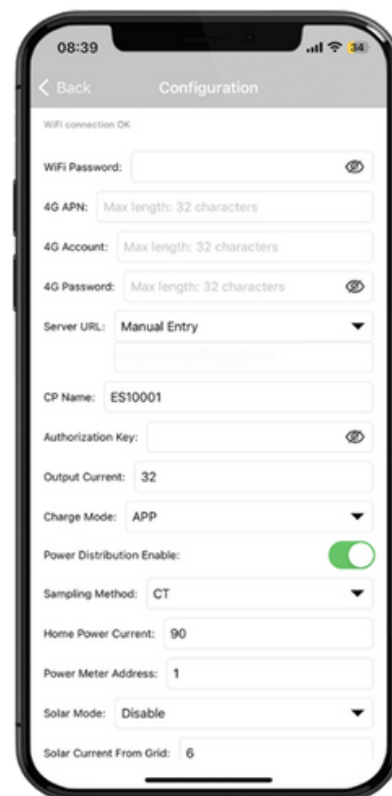 08:39
34
Back
Configuration
WiFi connection OK
WiFi Password:
4G APN: Max length: 32 characters
4G Account: Max length: 32 characters
4G Password: Max length: 32 characters
Server URL: Manual Entry
CP Name: ES10001
Authorization Key:
Output Current: 32
Charge Mode: APP
Power Distribution Enable:
Sampling Method: CT
Home Power Current: 90
Power Meter Address: 1
Solar Mode: Disable
Solar Current From Grid: 6